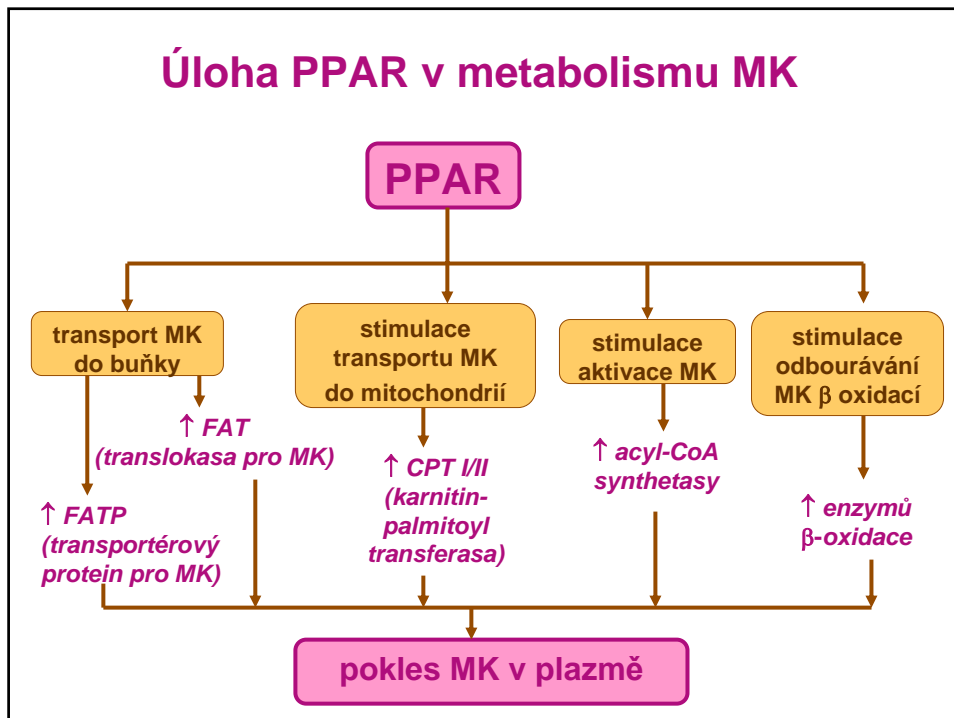 Úloha PPAR v metabolismu MK
PPAR
transport MK
do buňky
stimulace
transportu MK
do mitochondrií
stimulace
aktivace MK
stimulace
odbourávání
MK β oxidací
↑ FAT
(translokasa pro MK)
↑ FATP
(transportérový
protein pro MK)
↑ CPT I/II
(karnitin-
palmitoyl
transferasa)
↑ acyl-CoA
synthetasy
↑ enzymů
β-oxidace
pokles MK v plazmě